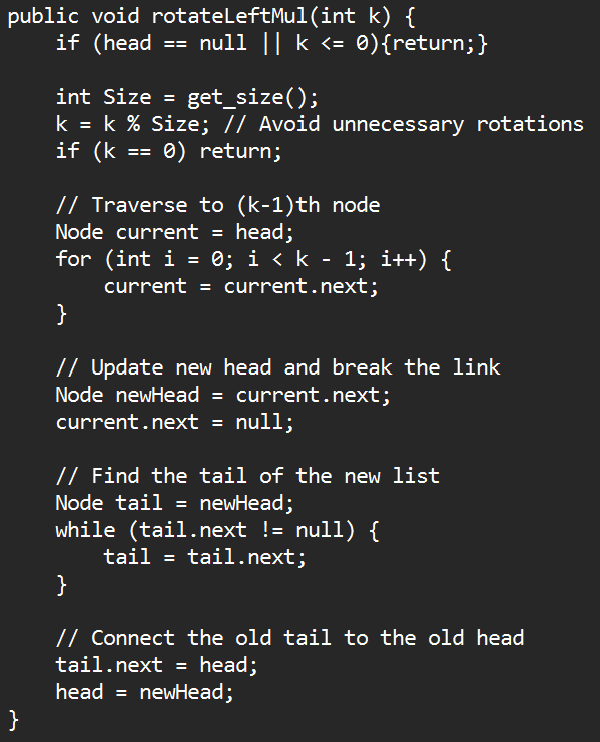 public void rotateLeftMul(int k) {
    if (head == null || k <= 0){return;}

    int Size = get_size();
    k = k % Size; // Avoid unnecessary rotations
    if (k == 0) return;

    // Traverse to (k-1)th node
    Node current = head;
    for (int i = 0; i < k - 1; i++) {
        current = current.next;
    }

    // Update new head and break the link
    Node newHead = current.next;
    current.next = null;

    // Find the tail of the new list
    Node tail = newHead;
    while (tail.next != null) {
        tail = tail.next;
    }

    // Connect the old tail to the old head
    tail.next = head;
    head = newHead;
}